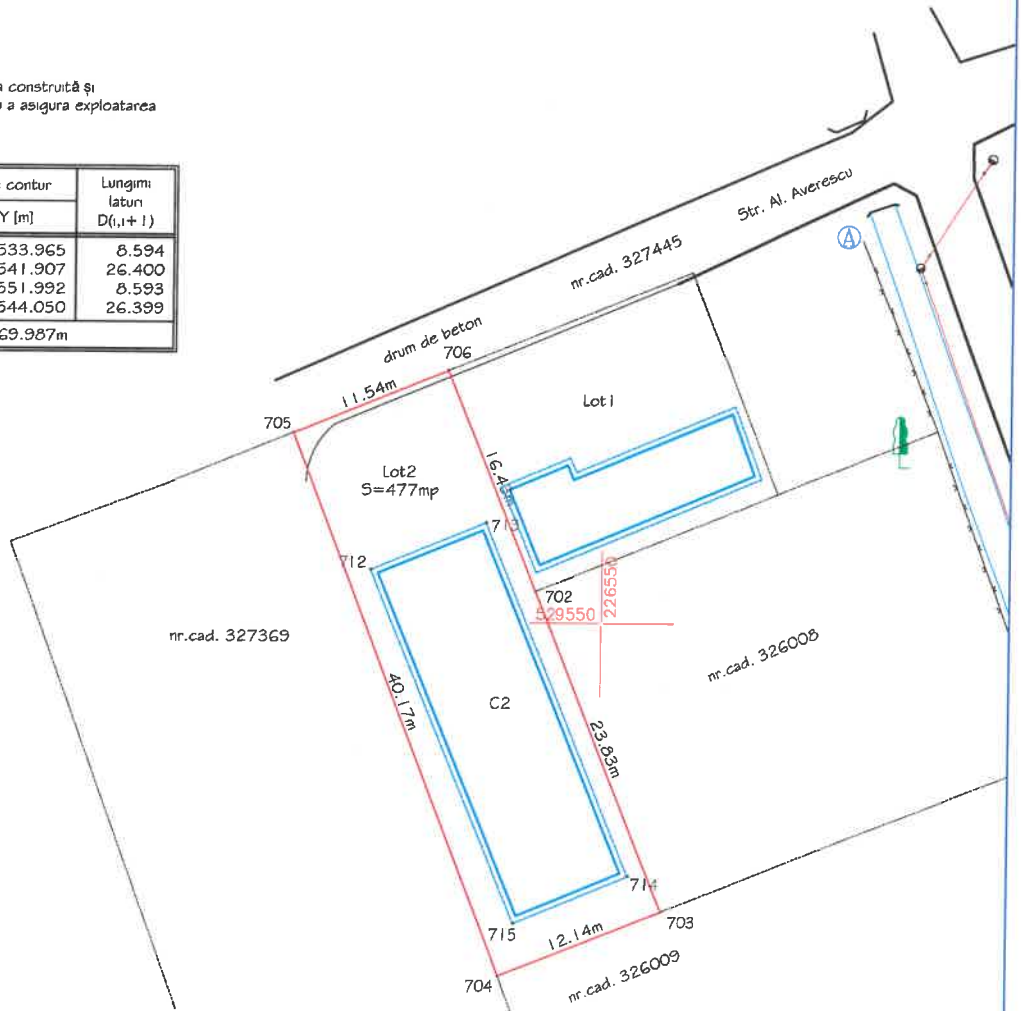 a construită şi
a asigura exploatarea
contur
Lungimi
laturi
Y [m]
D(i,i+1)
533.965 8.594
541.907 26.400
551.992 8.593
544.050 26.399
69.987m
Str. Al. Averescu
A
nr.cad. 327445
drum de beton
706
11.54m
705
Lot1
Lot2
S=477mp
713
712
702
529550
226550
nr.cad. 327369
nr.cad. 326008
40.17m
C2
23.83m
714
703
715
12.14m
704
nr.cad. 326009